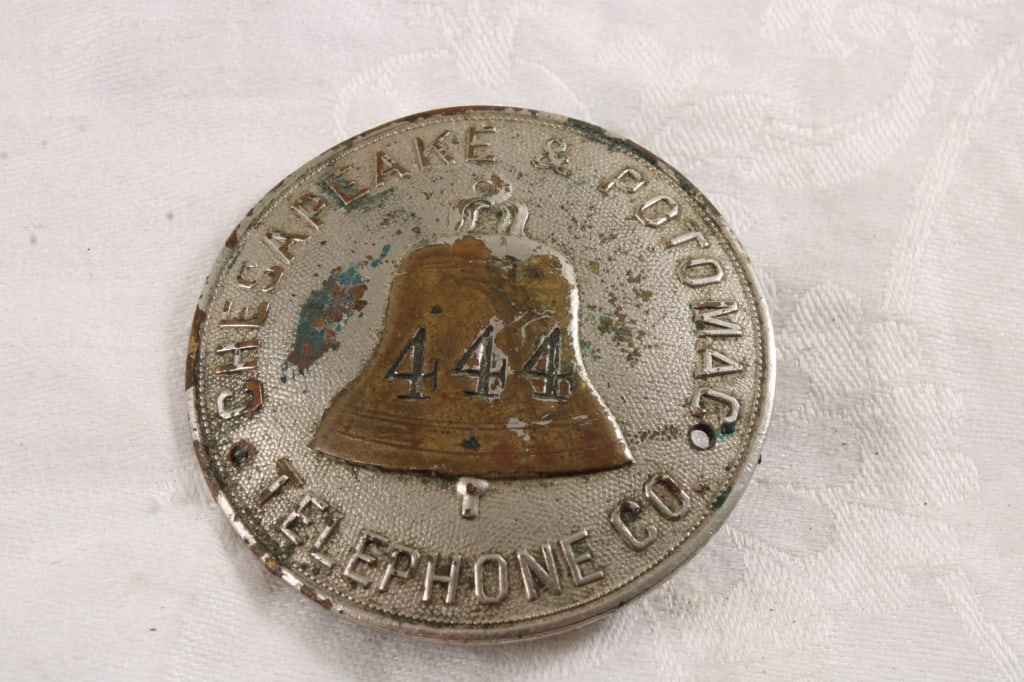 CHESAPEAKE & POTOMAC
444
TELEPHONE CO.